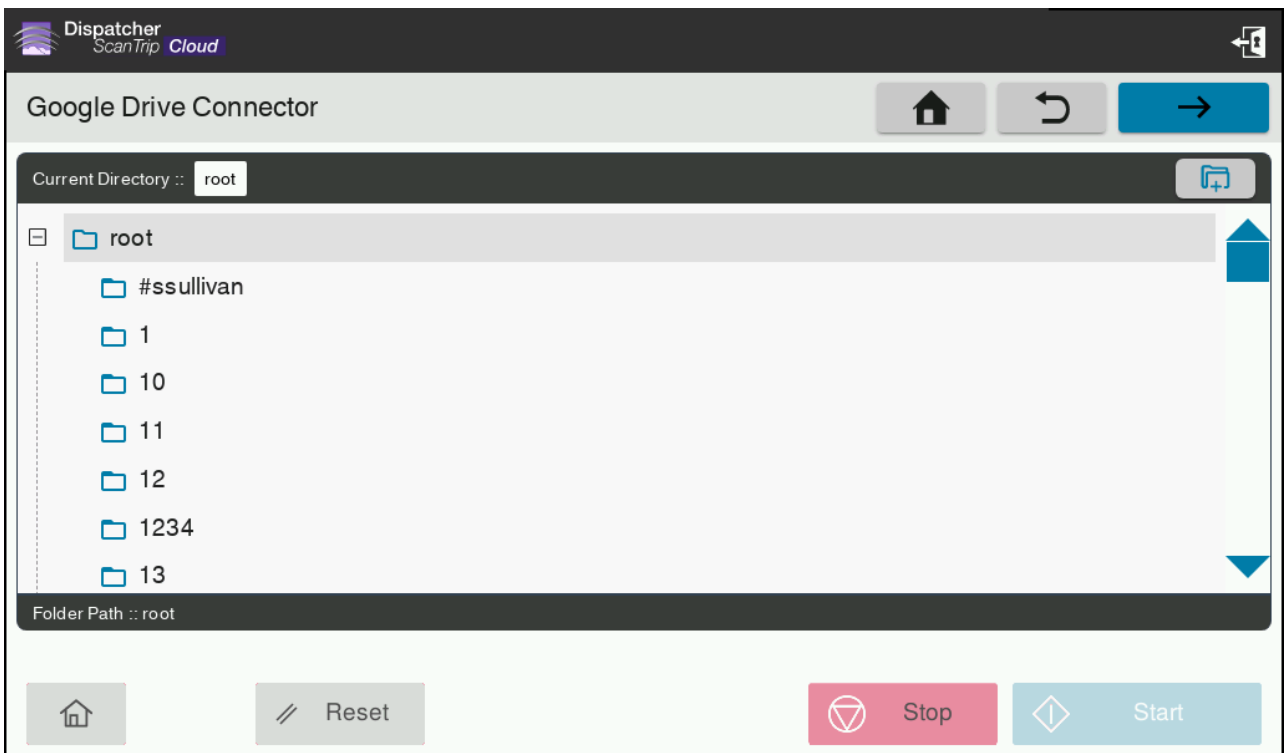 Dispatcher
ScanTrip Cloud
Google Drive Connector
Current Directory :: root
root
#ssullivan
1
10
11
12
1234
13
Folder Path :: root
Reset
Stop
Start